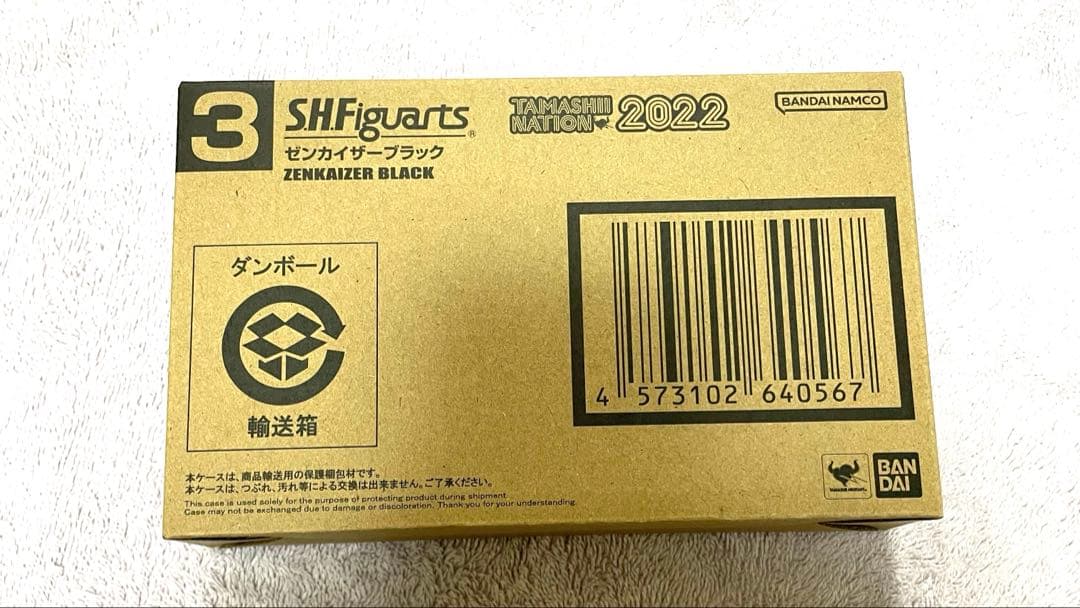 3
S.H.Figuarts®
ゼンカイザーブラック
ZENKAIZER BLACK
TAMASHII
NATION 2022
BANDAI NAMCO
ダンボール
輸送箱
4 573102 640567
本ケースは、商品輸送用の保護梱包材です。
本ケースは、つぶれ、汚れ等による交換は出来ません。ご了承ください。
This case is used solely for the purpose of protecting product during shipment.
Case may not be exchanged due to damage or discoloration. Thank you for your understanding.
TAMASHII NATIONS
BAN
DAI